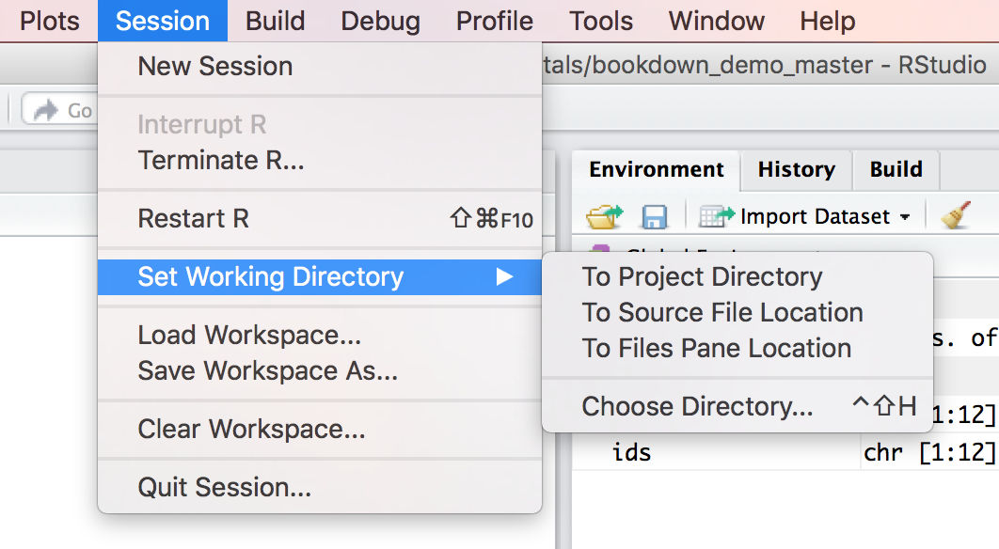 Plots Session Build Debug Profile Tools Window Help
tals/bookdown_demo_master - RStudio
New Session
Go
Interrupt R
Terminate R...
Restart R ⇧⌘F10
Set Working Directory ▶
Load Workspace...
Save Workspace As...
Clear Workspace...
Quit Session...
Environment History Build
Import Dataset
To Project Directory
To Source File Location
To Files Pane Location
Choose Directory... ^⇧H
s. of
1:12]
ids chr [1:12]